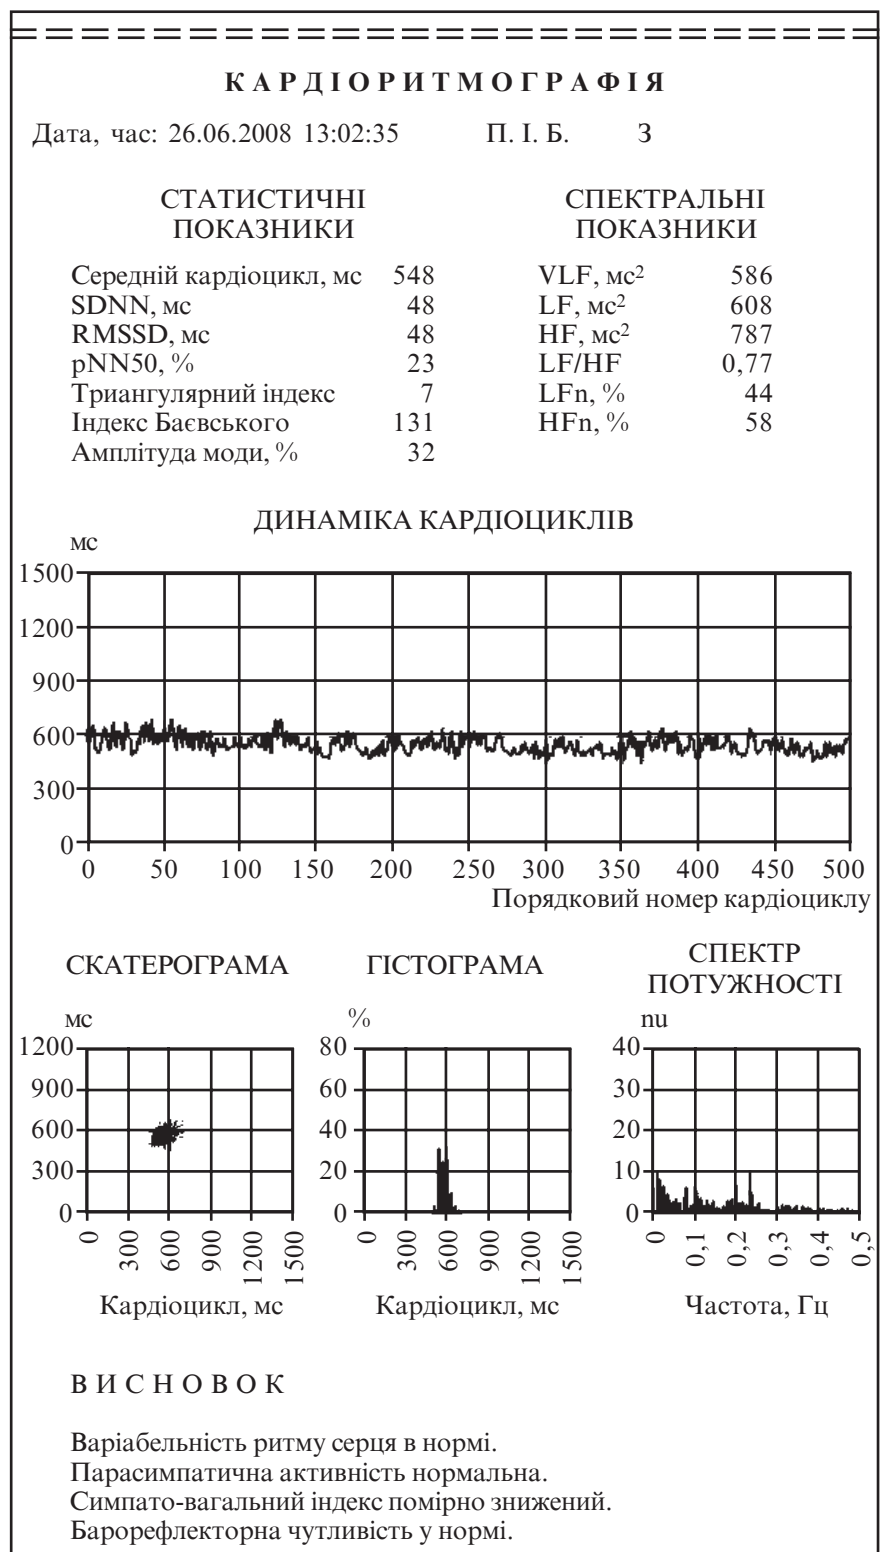 КАРДІОРИТМОГРАФІЯ
Дата, час: 26.06.2008 13:02:35 П. І. Б. З
СТАТИСТИЧНІ ПОКАЗНИКИ
Середній кардіоцикл, мс 548
SDNN, мс 48
RMSSD, мс 48
pNN50, % 23
Триангулярний індекс 7
Індекс Баєвського 131
Амплітуда моди, % 32
СПЕКТРАЛЬНІ ПОКАЗНИКИ
VLF, мс² 586
LF, мс² 608
HF, мс² 787
LF/HF 0,77
LFn, % 44
HFn, % 58
ДИНАМІКА КАРДІОЦИКЛІВ
мс
1500
1200
900
600
300
0
0 50 100 150 200 250 300 350 400 450 500
Порядковий номер кардіоциклу
СКАТЕРОГРАМА
мс
1200
900
600
300
0
0 300 600 900 1200 1500
Кардіоцикл, мс
ГІСТОГРАМА
%
80
60
40
20
0
0 300 600 900 1200 1500
Кардіоцикл, мс
СПЕКТР
ПОТУЖНОСТІ
nu
40
30
20
10
0
0 0,1 0,2 0,3 0,4 0,5
Частота, Гц
ВИСНОВОК
Варіабельність ритму серця в нормі.
Парасимпатична активність нормальна.
Симпато-вагальний індекс помірно знижений.
Барорефлекторна чутливість у нормі.